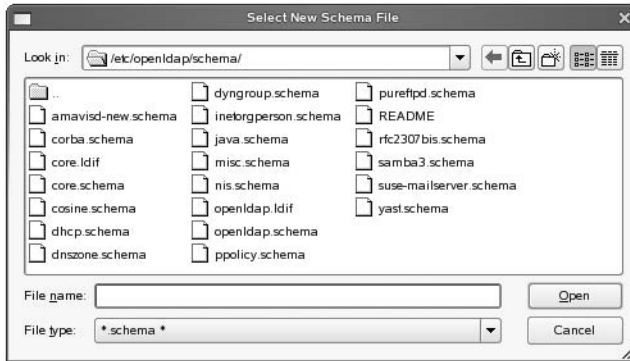 Select New Schema File
Look in: /etc/openldap/schema/
..
amavisd-new.schema
corba.schema
core.ldif
core.schema
cosine.schema
dhcp.schema
dnszone.schema
dyngroup.schema
inetorgperson.schema
java.schema
misc.schema
nis.schema
openldap.ldif
openldap.schema
ppolicy.schema
pureftpd.schema
README
rfc2307bis.schema
samba3.schema
suse-mailserver.schema
yast.schema
File name:
Open
File type: *.schema *
Cancel